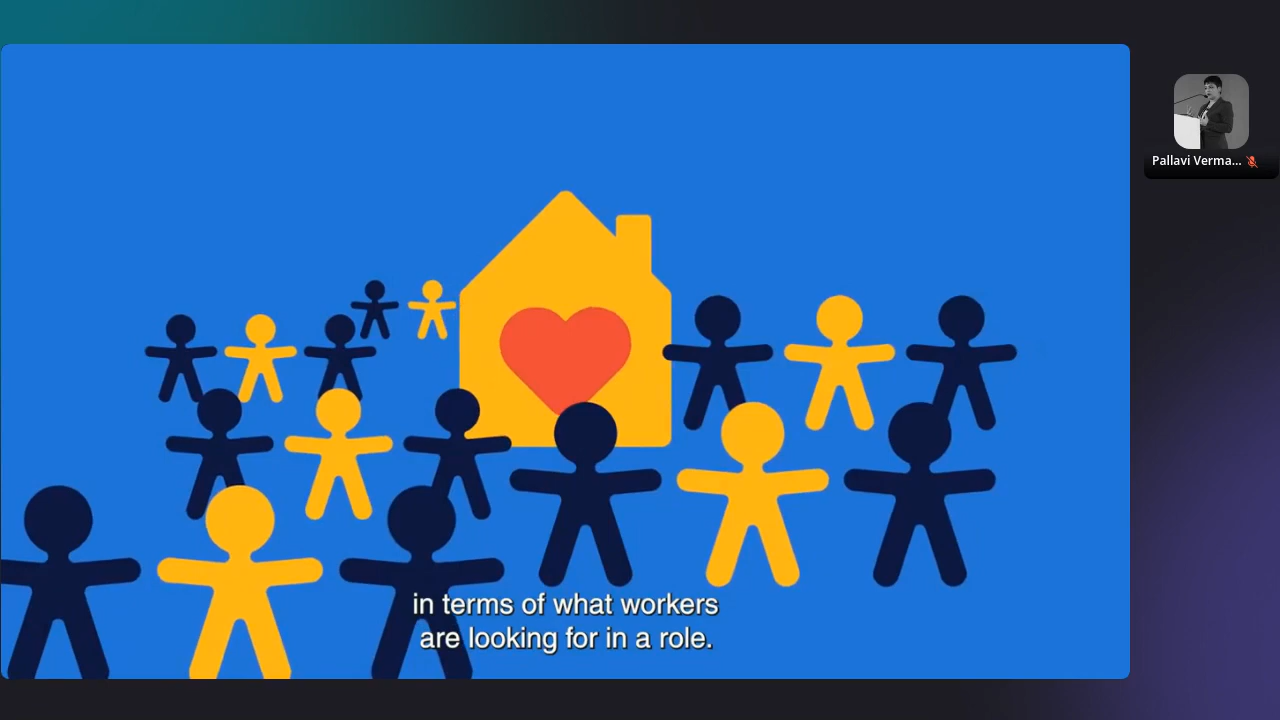 Pallavi Verma...
in terms of what workers
are looking for in a role.